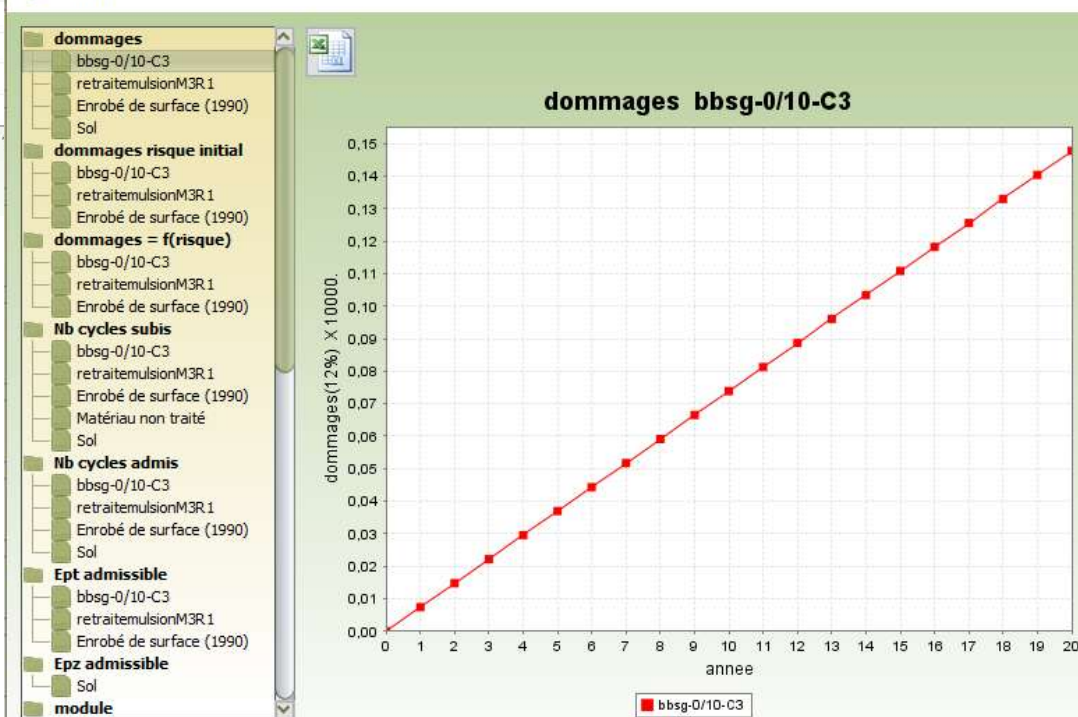 dommages
bbsg-0/10-C3
retraitemulsionM3R1
Enrobé de surface (1990)
Sol
dommages risque initial
bbsg-0/10-C3
retraitemulsionM3R1
Enrobé de surface (1990)
dommages = f(risque)
bbsg-0/10-C3
retraitemulsionM3R1
Enrobé de surface (1990)
Nb cycles subis
bbsg-0/10-C3
retraitemulsionM3R1
Enrobé de surface (1990)
Matériau non traité
Sol
Nb cycles admis
bbsg-0/10-C3
retraitemulsionM3R1
Enrobé de surface (1990)
Sol
Ept admissible
bbsg-0/10-C3
retraitemulsionM3R1
Enrobé de surface (1990)
Epz admissible
Sol
module
dommages bbsg-0/10-C3
dommages(12%) X10000.
0,15
0,14
0,13
0,12
0,11
0,10
0,09
0,08
0,07
0,06
0,05
0,04
0,03
0,02
0,01
0,00
0 1 2 3 4 5 6 7 8 9 10 11 12 13 14 15 16 17 18 19 20
annee
bbsg-0/10-C3